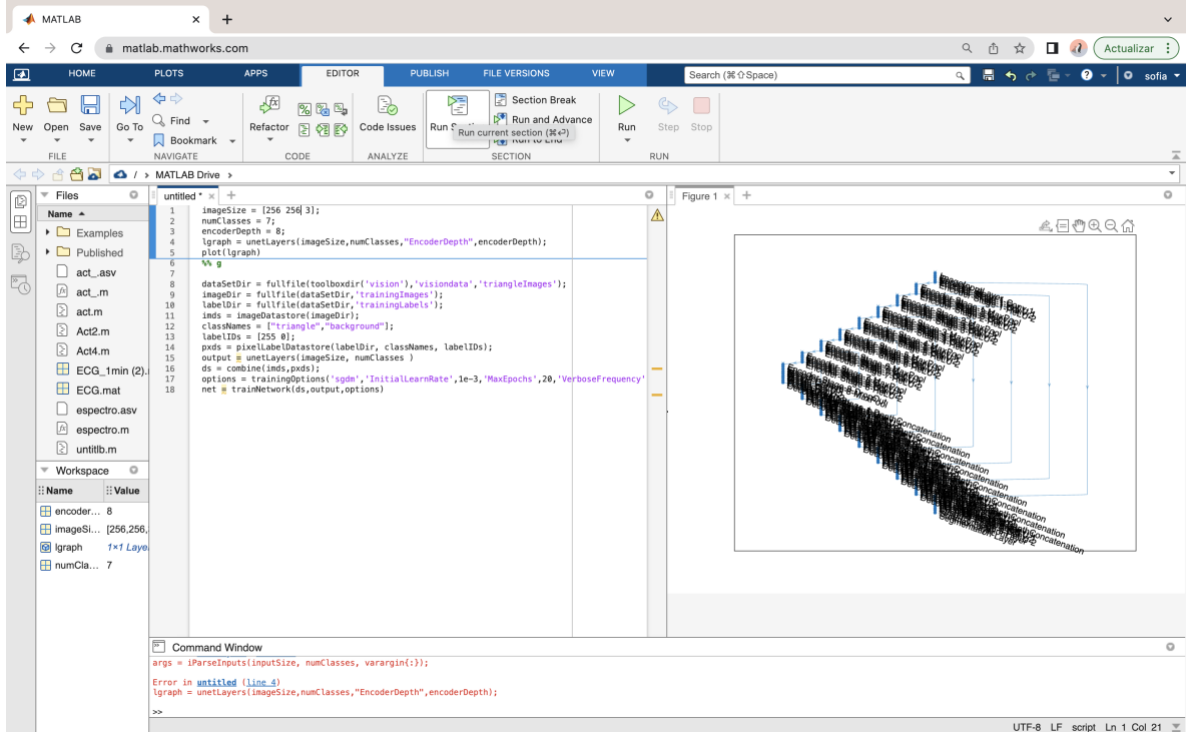 MATLAB
matlab.mathworks.com
Actualizar
HOME PLOTS APPS EDITOR PUBLISH FILE VERSIONS VIEW
Search (⌘⇧Space)
sofia
New Open Save Go To
Find
Bookmark
Refactor Code Issues
Section Break
Run and Advance
Run Step Stop
Run current section (⌘⏎)
FILE NAVIGATE CODE ANALYZE SECTION RUN
/ > MATLAB Drive >
Files
Name
Examples
Published
act_.asv
act_.m
act.m
Act2.m
Act4.m
ECG_1min (2).
ECG.mat
espectro.asv
espectro.m
untitlb.m
Workspace
Name Value
encoder... 8
imageSi... [256,256,
lgraph 1×1 Laye
numCla... 7
untitled *
1 imageSize = [256 256 3];
2 numClasses = 7;
3 encoderDepth = 8;
4 lgraph = unetLayers(imageSize,numClasses,"EncoderDepth",encoderDepth);
5 plot(lgraph)
6 %% g
7
8 dataSetDir = fullfile(toolboxdir('vision'),'visiondata','triangleImages');
9 imageDir = fullfile(dataSetDir,'trainingImages');
10 labelDir = fullfile(dataSetDir,'trainingLabels');
11 imds = imageDatastore(imageDir);
12 classNames = ["triangle","background"];
13 labelIDs = [255 0];
14 pxds = pixelLabelDatastore(labelDir, classNames, labelIDs);
15 output = unetLayers(imageSize, numClasses )
16 ds = combine(imds,pxds);
17 options = trainingOptions('sgdm','InitialLearnRate',1e-3,'MaxEpochs',20,'VerboseFrequency'
18 net = trainNetwork(ds,output,options)
Figure 1
Command Window
args = iParseInputs(inputSize, numClasses, varargin{:});
Error in untitled (line 4)
lgraph = unetLayers(imageSize,numClasses,"EncoderDepth",encoderDepth);
>>
UTF-8 LF script Ln 1 Col 21